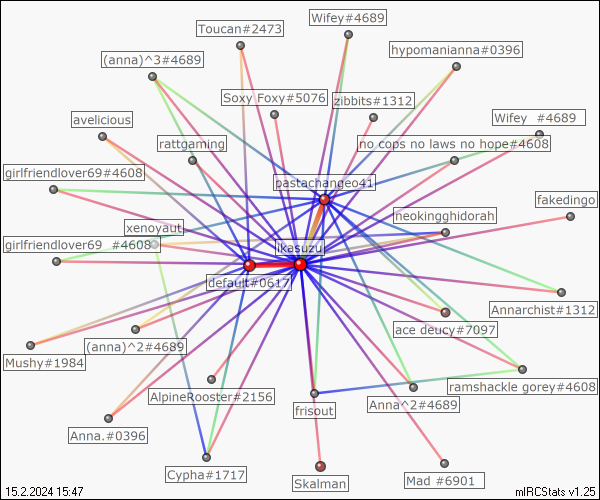 Wifey#4689
Toucan#2473
hypomanianna#0396
(anna)^3#4689
Soxy Foxy#5076
zibbits#1312
avelicious
Wifey  #4689
rattgaming
no cops no laws no hope#4608
girlfriendlover69#4608
pastachangeo41
fakedingo
neokingghidorah
xenoyaut
girlfriendlover69  #4608
ikasuzu
default#0617
Annarchist#1312
ace deucy#7097
(anna)^2#4689
Mushy#1984
ramshackle gorey#4608
AlpineRooster#2156
Anna^2#4689
frisout
Anna.#0396
Cypha#1717
Skalman
Mad #6901
15.2.2024 15:47
mIRCStats v1.25